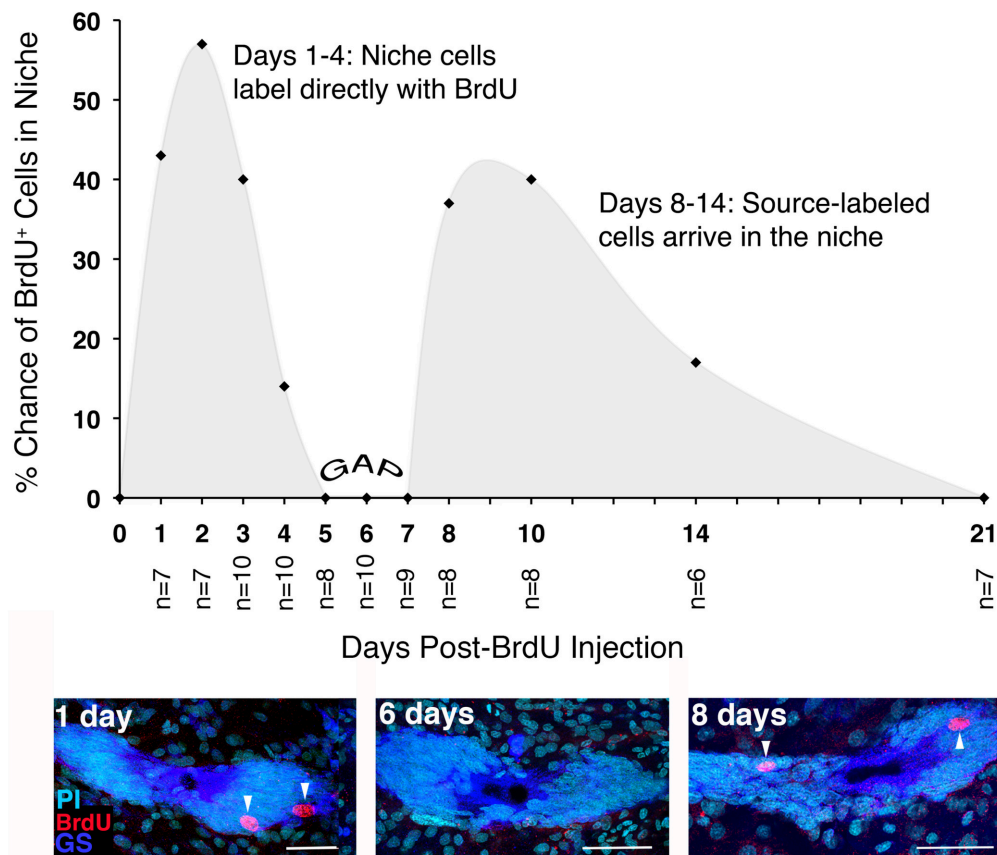 % Chance of BrdU⁺ Cells in Niche
60
50
40
30
20
10
0
Days 1-4: Niche cells
label directly with BrdU
Days 8-14: Source-labeled
cells arrive in the niche
GAP
0 1 2 3 4 5 6 7 8 10 14 21
n=7 n=7 n=10 n=10 n=8 n=10 n=9 n=8 n=8 n=6 n=7
Days Post-BrdU Injection
1 day
PI
BrdU
GS
6 days
8 days